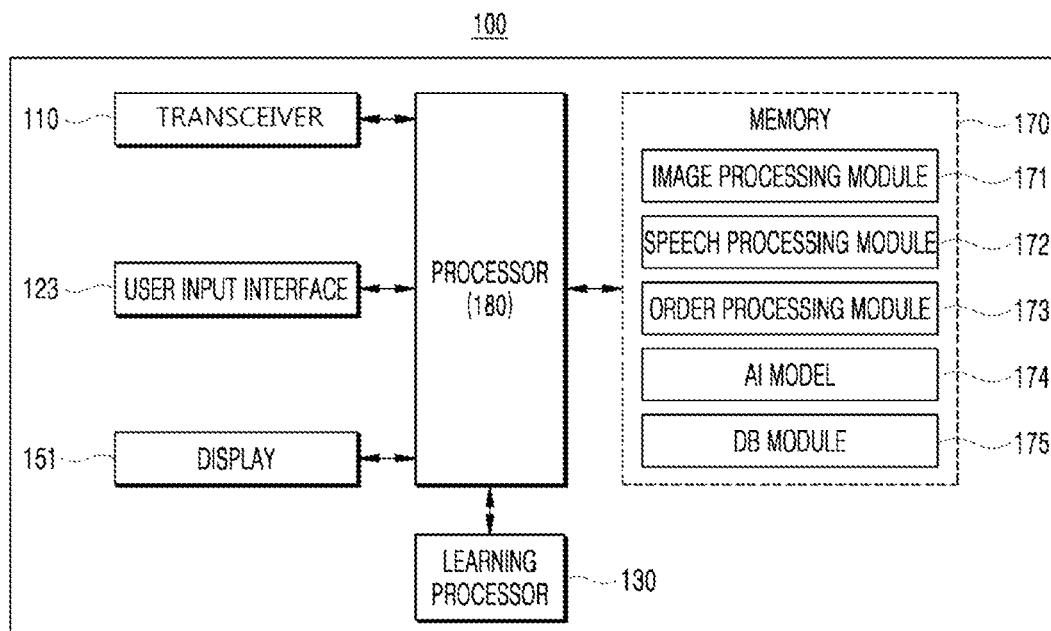 100
110
TRANSCEIVER
123
USER INPUT INTERFACE
151
DISPLAY
PROCESSOR
(180)
LEARNING
PROCESSOR
130
MEMORY
170
IMAGE PROCESSING MODULE
171
SPEECH PROCESSING MODULE
172
ORDER PROCESSING MODULE
173
AI MODEL
174
DB MODULE
175